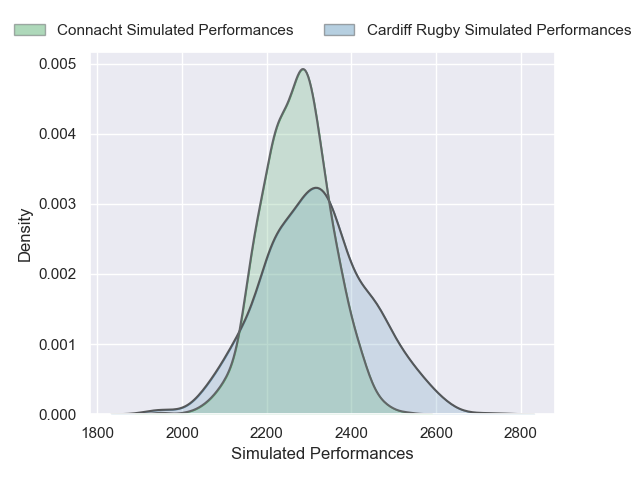 Connacht Simulated Performances
Cardiff Rugby Simulated Performances
0.005
0.004
0.003
0.002
0.001
0.000
Density
1800 2000 2200 2400 2600 2800
Simulated Performances